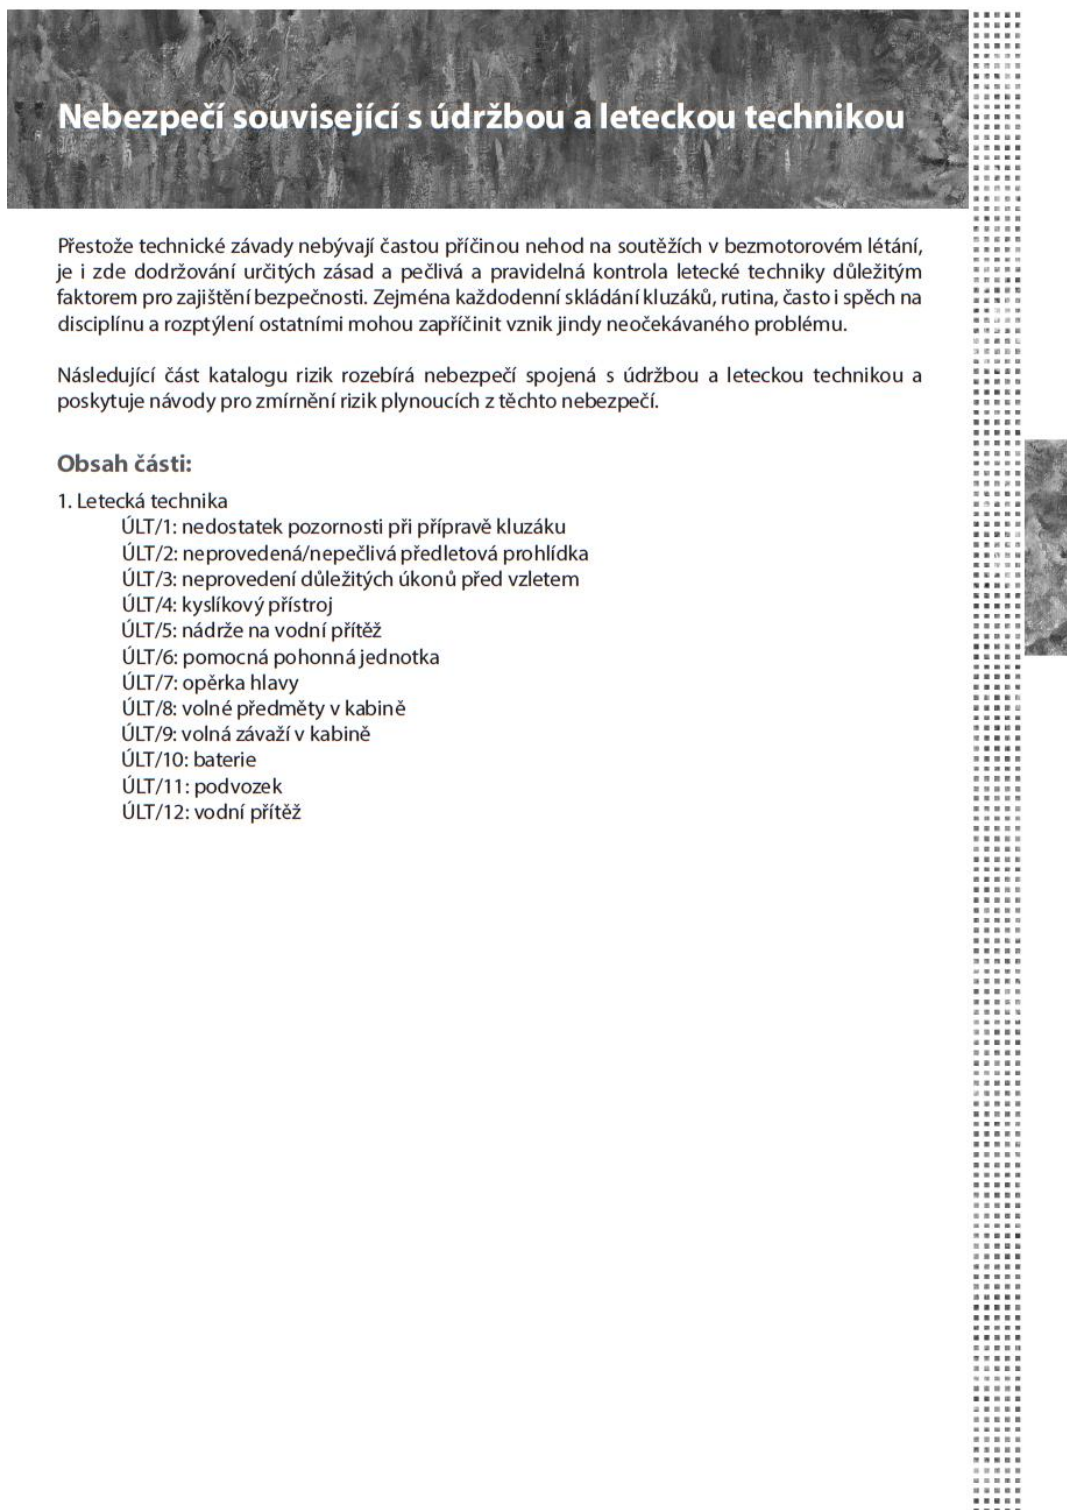 Nebezpečí související s údržbou a leteckou technikou
Přestože technické závady nebývají častou příčinou nehod na soutěžích v bezmotorovém létání,
je i zde dodržování určitých zásad a pečlivá a pravidelná kontrola letecké techniky důležitým
faktorem pro zajištění bezpečnosti. Zejména každodenní skládání kluzáků, rutina, často i spěch na
disciplínu a rozptýlení ostatními mohou zapříčinit vznik jindy neočekávaného problému.
Následující část katalogu rizik rozebírá nebezpečí spojená s údržbou a leteckou technikou a
poskytuje návody pro zmírnění rizik plynoucích z těchto nebezpečí.
Obsah části:
1. Letecká technika
ÚLT/1: nedostatek pozornosti při přípravě kluzáku
ÚLT/2: neprovedená/nepečlivá předletová prohlídka
ÚLT/3: neprovedení důležitých úkonů před vzletem
ÚLT/4: kyslíkový přístroj
ÚLT/5: nádrže na vodní přítěž
ÚLT/6: pomocná pohonná jednotka
ÚLT/7: opěrka hlavy
ÚLT/8: volné předměty v kabině
ÚLT/9: volná závaží v kabině
ÚLT/10: baterie
ÚLT/11: podvozek
ÚLT/12: vodní přítěž